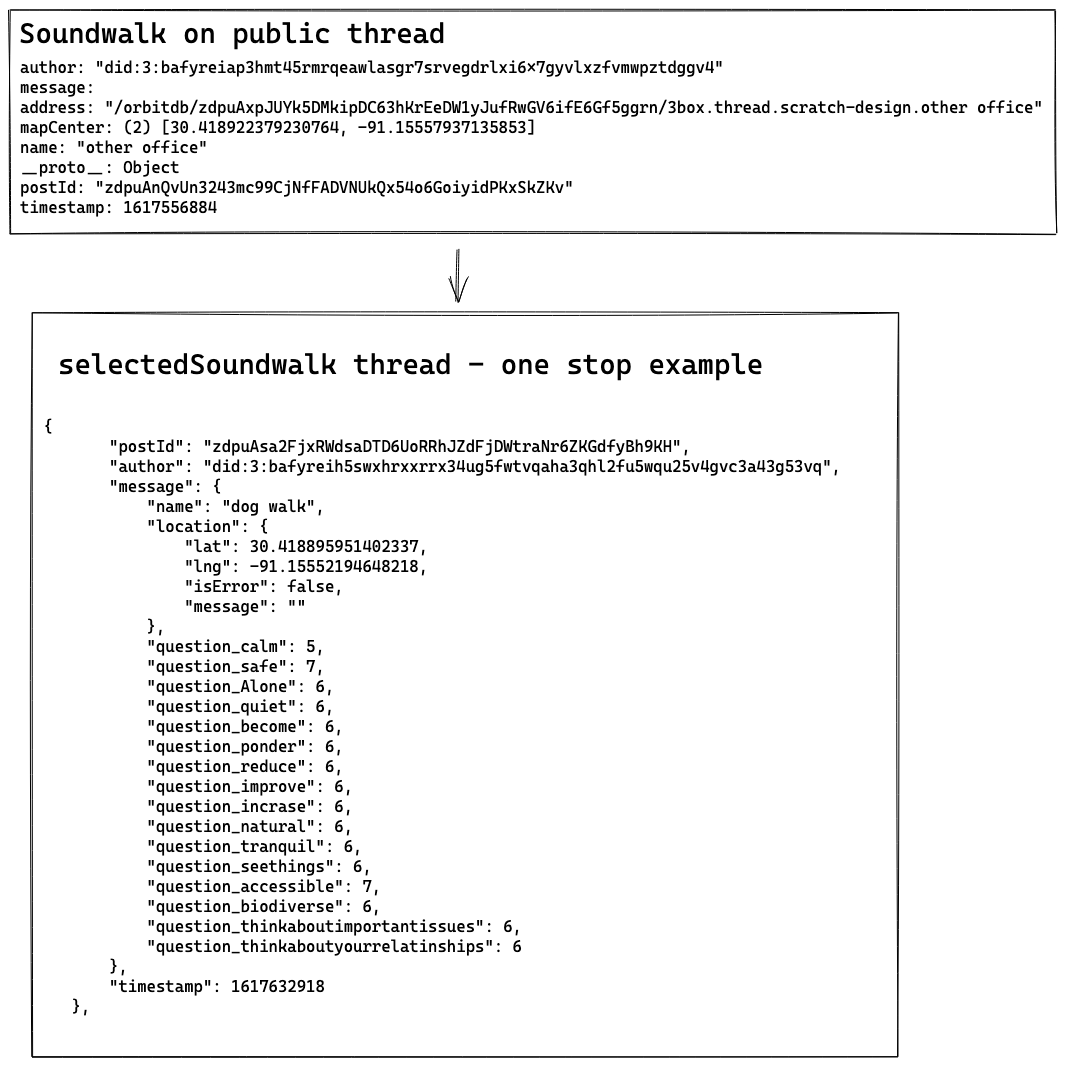 Soundwalk on public thread
author: "did:3:bafyreiap3hmt45rmrqeawlasgr7srvegdrlxi6x7gyvlxzfvmwpztdggv4"
message:
address: "/orbitdb/zdpuAxpJUYk5DMkipDC63hKrEeDW1yJufRwGV6ifE6Gf5ggrn/3box.thread.scratch-design.other office"
mapCenter: (2) [30.418922379230764, -91.15557937135853]
name: "other office"
__proto__: Object
postId: "zdpuAnQvUn3243mc99CjNfFADVNUkQx54o6GoiyidPKxSkZKv"
timestamp: 1617556884
selectedSoundwalk thread - one stop example
{
"postId": "zdpuAsa2FjxRWdsaDTD6UoRRhJZdFjDWtraNr6ZKGdfyBh9KH",
"author": "did:3:bafyreih5swxhrxxrrx34ug5fwtvqaha3qhl2fu5wqu25v4gvc3a43g53vq",
"message": {
"name": "dog walk",
"location": {
"lat": 30.418895951402337,
"lng": -91.15552194648218,
"isError": false,
"message": ""
},
"question_calm": 5,
"question_safe": 7,
"question_Alone": 6,
"question_quiet": 6,
"question_become": 6,
"question_ponder": 6,
"question_reduce": 6,
"question_improve": 6,
"question_incrase": 6,
"question_natural": 6,
"question_tranquil": 6,
"question_seethings": 6,
"question_accessible": 7,
"question_biodiverse": 6,
"question_thinkaboutimportantissues": 6,
"question_thinkaboutyourrelatinships": 6
},
"timestamp": 1617632918
},